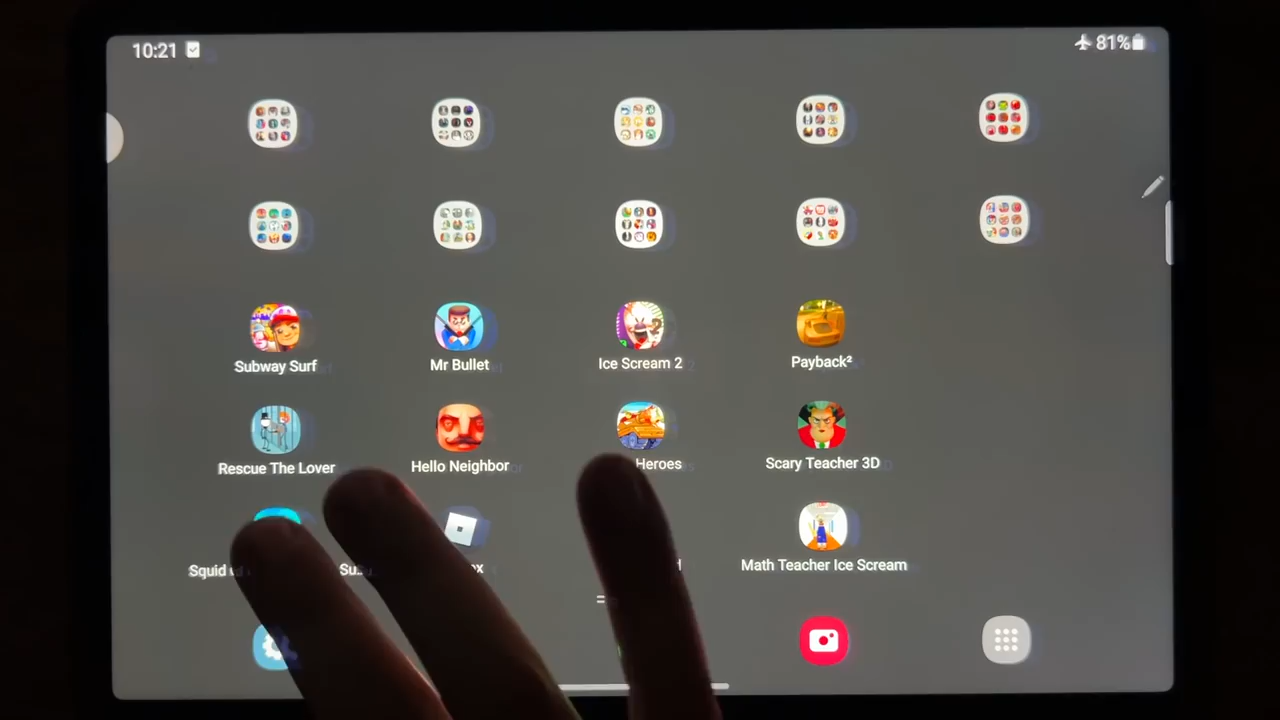 10:21
81%
Subway Surf
Mr Bullet
Ice Scream 2
Payback²
Rescue The Lover
Hello Neighbor
Heroes
Scary Teacher 3D
Squid
Math Teacher Ice Scream